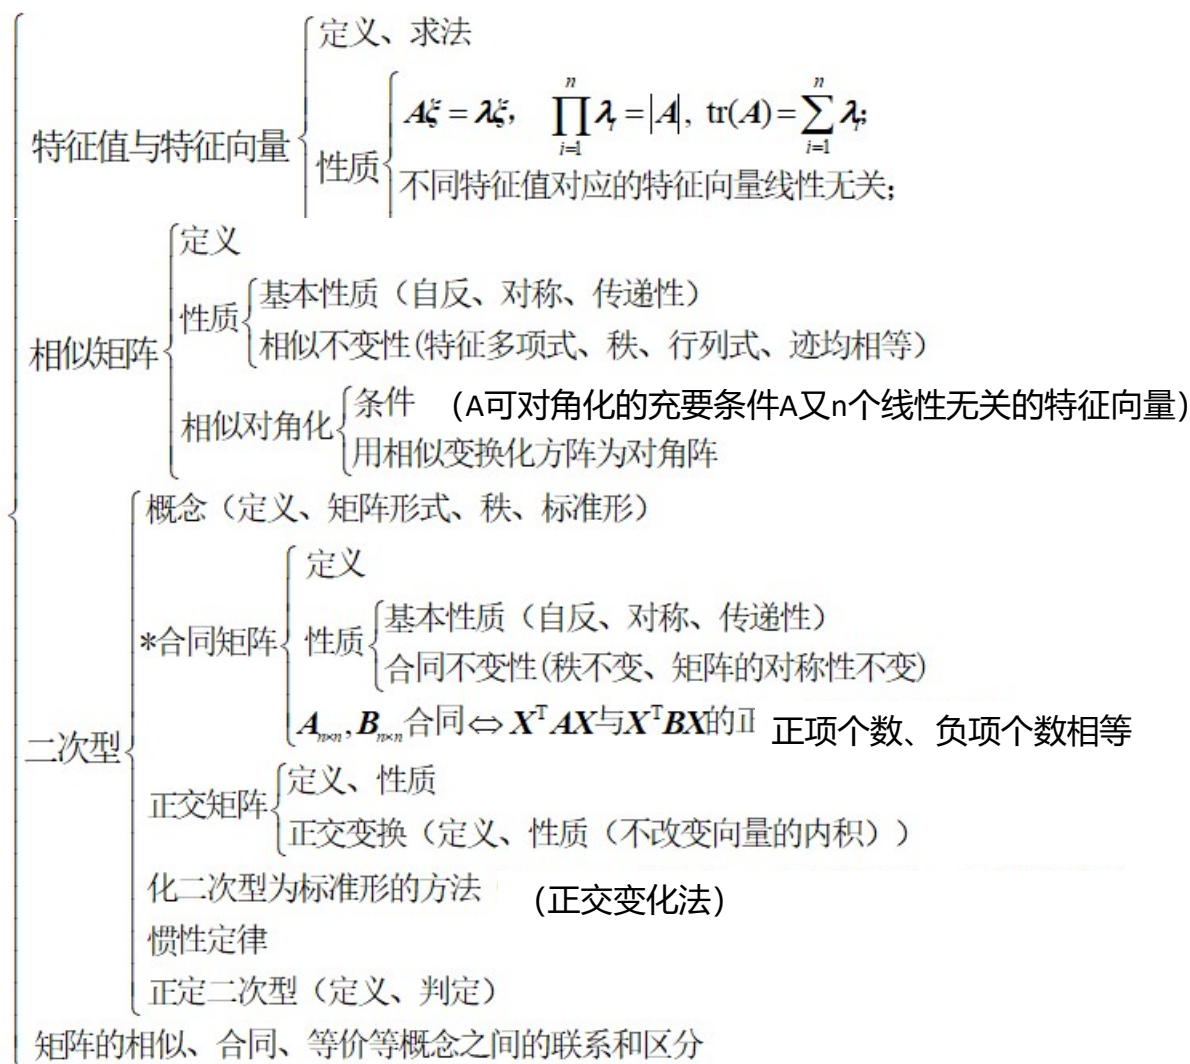 定义、求法
Aξ = λξ, ∏_{i=1}^{n} λ_i = |A|, tr(A) = ∑_{i=1}^{n} λ_i;
特征值与特征向量
性质
不同特征值对应的特征向量线性无关;
定义
基本性质（自反、对称、传递性）
性质
相似不变性(特征多项式、秩、行列式、迹均相等）
相似矩阵
条件 （A可对角化的充要条件A又n个线性无关的特征向量）
相似对角化
用相似变换化方阵为对角阵
概念（定义、矩阵形式、秩、标准形）
定义
基本性质（自反、对称、传递性）
*合同矩阵
性质
合同不变性(秩不变、矩阵的对称性不变)
A_{n×n}, B_{n×n} 合同⇔ X^T AX与X^T BX的正 正项个数、负项个数相等
二次型
定义、性质
正交矩阵
正交变换（定义、性质（不改变向量的内积））
化二次型为标准形的方法 （正交变化法）
惯性定律
正定二次型（定义、判定）
矩阵的相似、合同、等价等概念之间的联系和区分